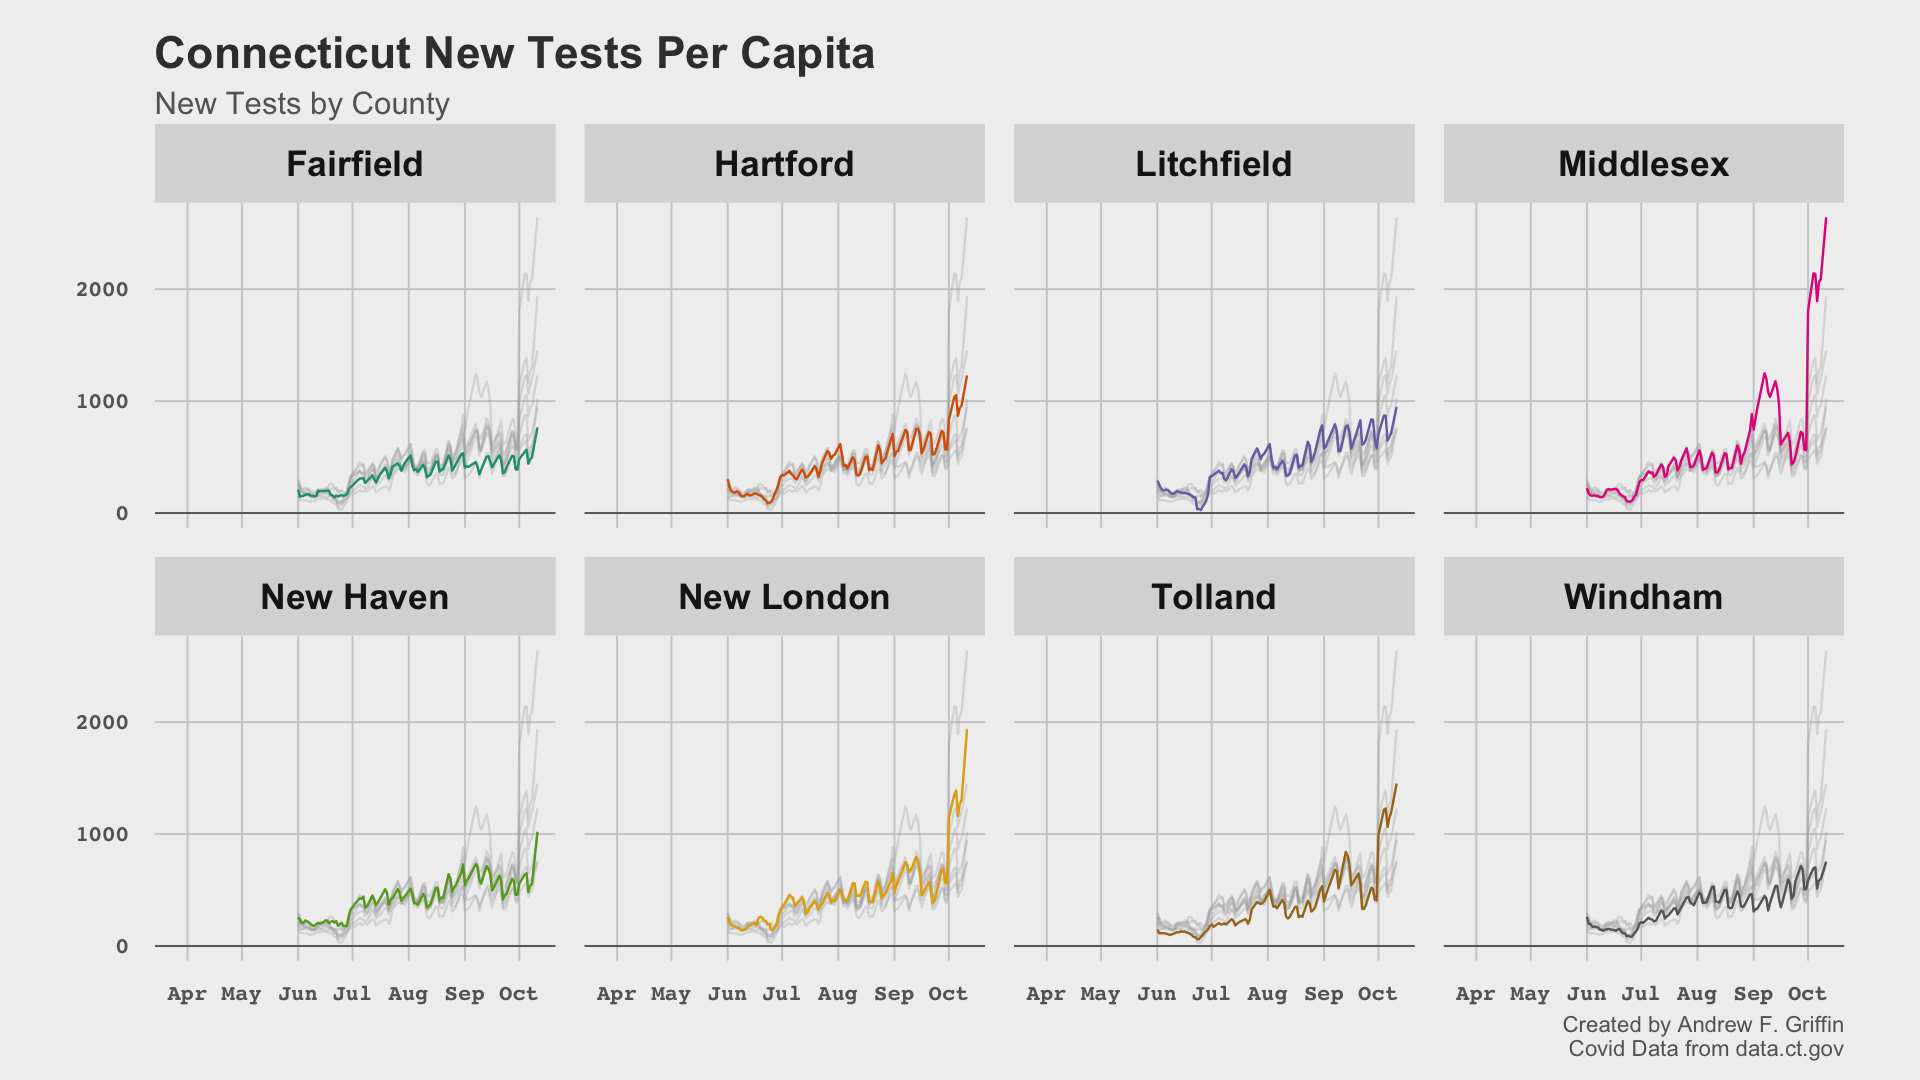 Connecticut New Tests Per Capita
New Tests by County
Fairfield Hartford Litchfield Middlesex
2000
1000
0
New Haven New London Tolland Windham
2000
1000
0
Apr May Jun Jul Aug Sep Oct Apr May Jun Jul Aug Sep Oct Apr May Jun Jul Aug Sep Oct Apr May Jun Jul Aug Sep Oct
Created by Andrew F. Griffin
Covid Data from data.ct.gov